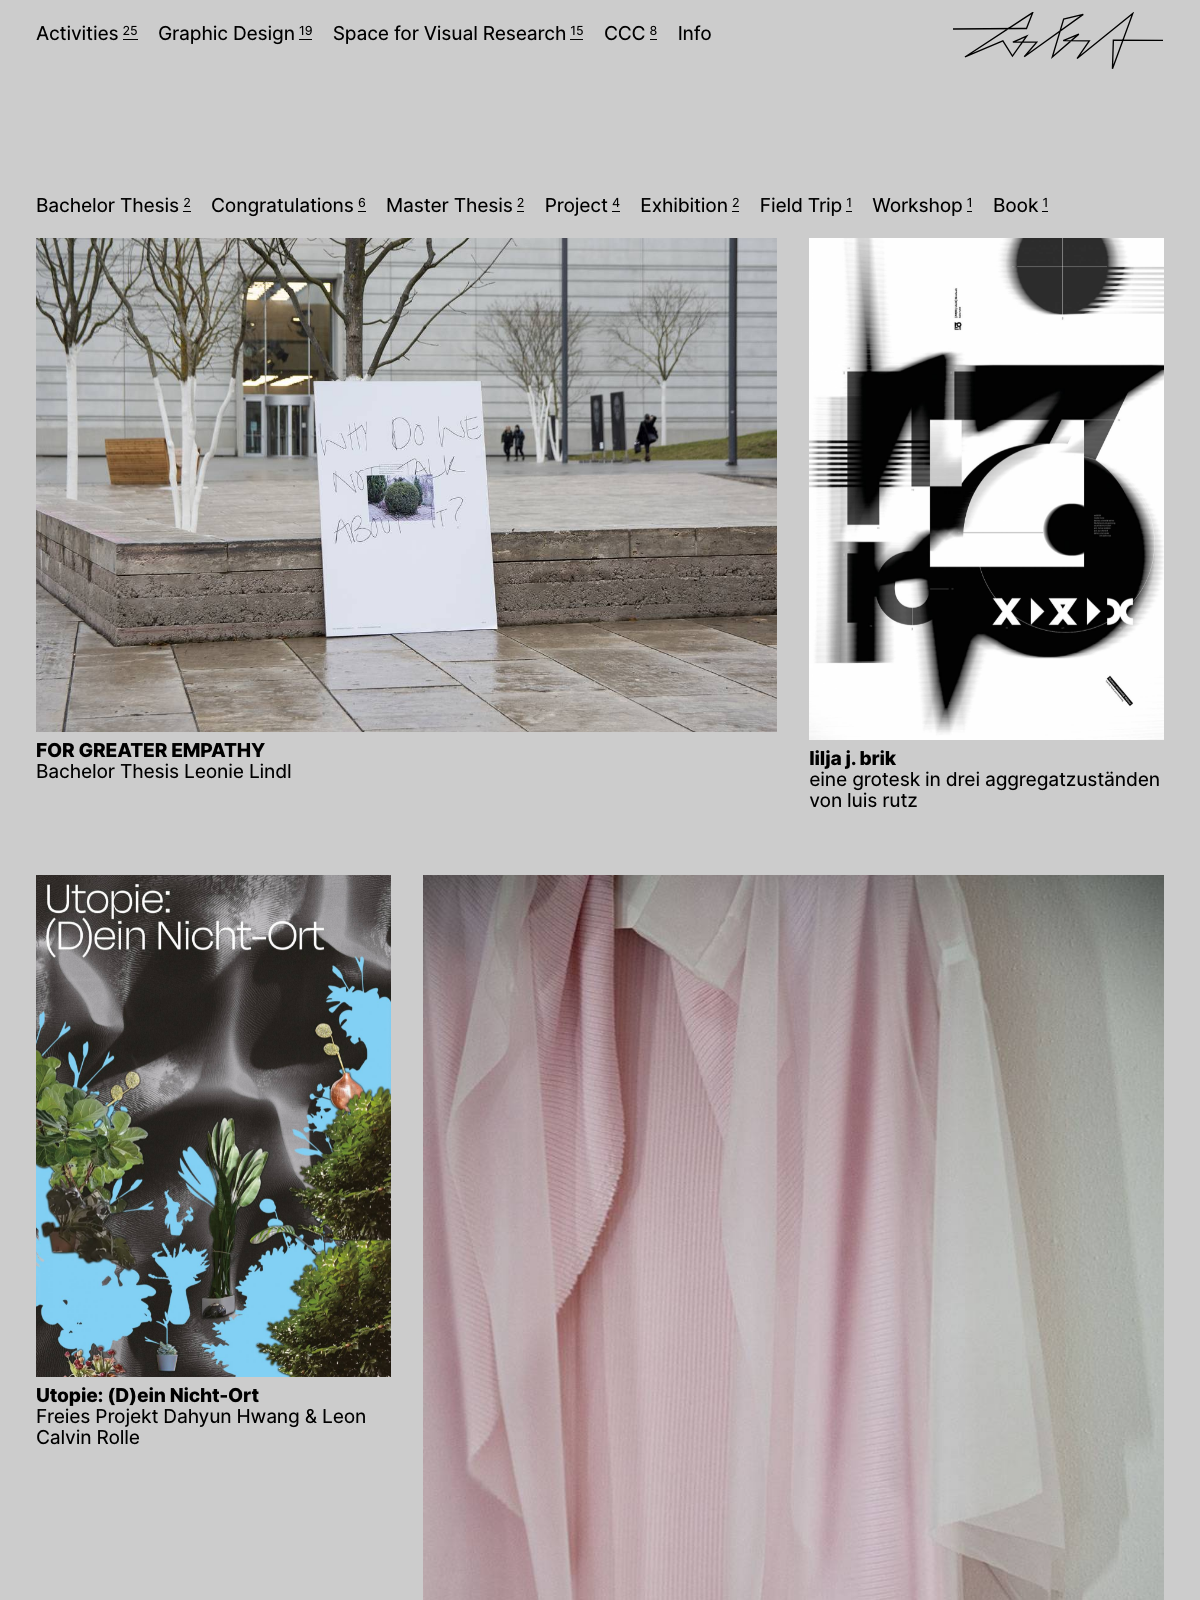 Activities 25 Graphic Design 19 Space for Visual Research 15 CCC 8 Info
Bachelor Thesis 2 Congratulations 6 Master Thesis 2 Project 4 Exhibition 2 Field Trip 1 Workshop 1 Book 1
WHY DO WE
NOT TALK
ABOUT IT?
FOR GREATER EMPATHY
Bachelor Thesis Leonie Lindl
lilja j. brik
eine grotesk in drei aggregatzuständen
von luis rutz
Utopie:
(D)ein Nicht-Ort
Utopie: (D)ein Nicht-Ort
Freies Projekt Dahyun Hwang & Leon
Calvin Rolle